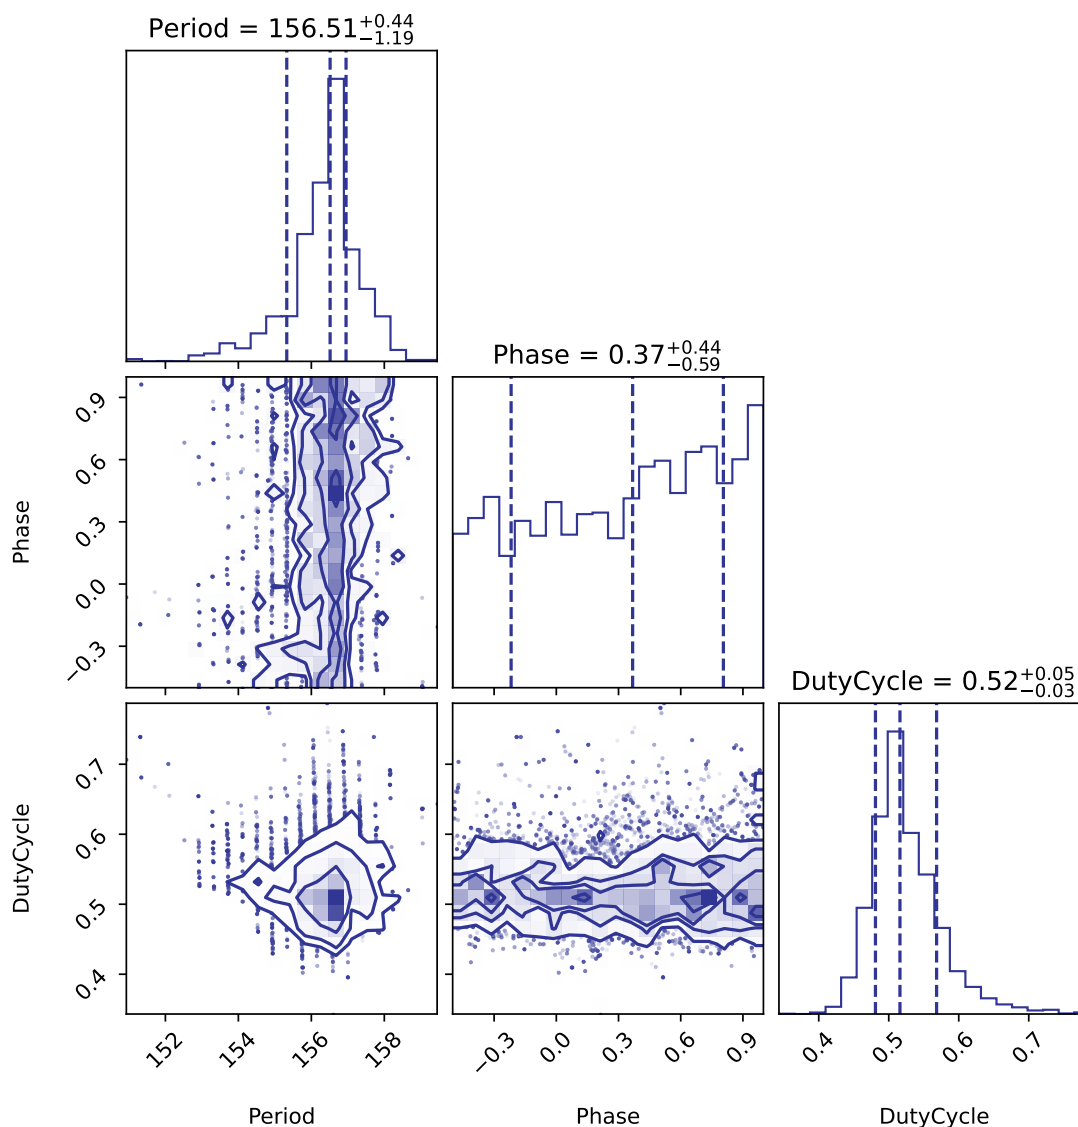 Period = 156.51+0.44 −1.19
Phase = 0.37+0.44 −0.59
DutyCycle = 0.52+0.05 −0.03
0.9
0.6
0.3
0.0
−0.3
Phase
0.7
0.6
0.5
0.4
DutyCycle
152 154 156 158
−0.3 0.0 0.3 0.6 0.9
0.4 0.5 0.6 0.7
Period Phase DutyCycle